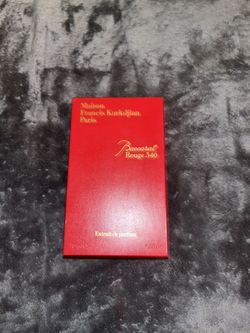 Maison
Francis Kurkdjian
Paris
Baccarat
Rouge 540
Extrait de parfum